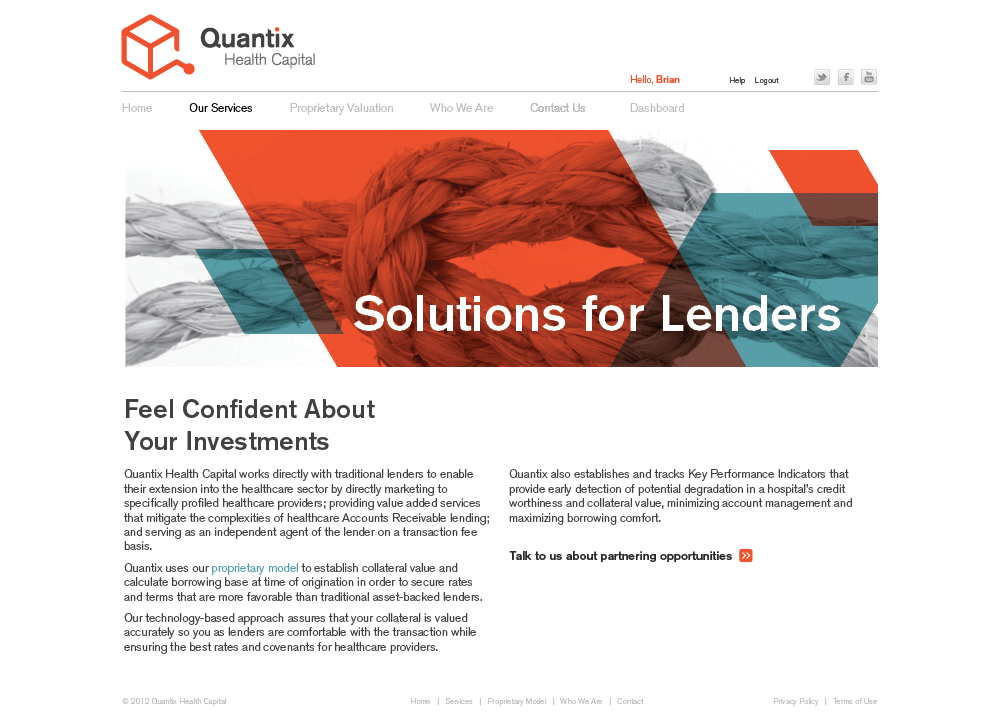 Quantix
Health Capital
Hello, Brian
Help Logout
You Tube
Home Our Services Proprietary Valuation Who We Are Contact Us Dashboard
Solutions for Lenders
Feel Confident About
Your Investments
Quantix Health Capital works directly with traditional lenders to enable
their extension into the healthcare sector by directly marketing to
specifically profiled healthcare providers; providing value added services
that mitigate the complexities of healthcare Accounts Receivable lending;
and serving as an independent agent of the lender on a transaction fee
basis.
Quantix uses our proprietary model to establish collateral value and
calculate borrowing base at time of origination in order to secure rates
and terms that are more favorable than traditional asset-backed lenders.
Our technology-based approach assures that your collateral is valued
accurately so you as lenders are comfortable with the transaction while
ensuring the best rates and covenants for healthcare providers.
Quantix also establishes and tracks Key Performance Indicators that
provide early detection of potential degradation in a hospital's credit
worthiness and collateral value, minimizing account management and
maximizing borrowing comfort.
Talk to us about partnering opportunities
© 2012 Quantix Health Capital Home | Services | Proprietary Model | Who We Are | Contact Privacy Policy | Terms of Use